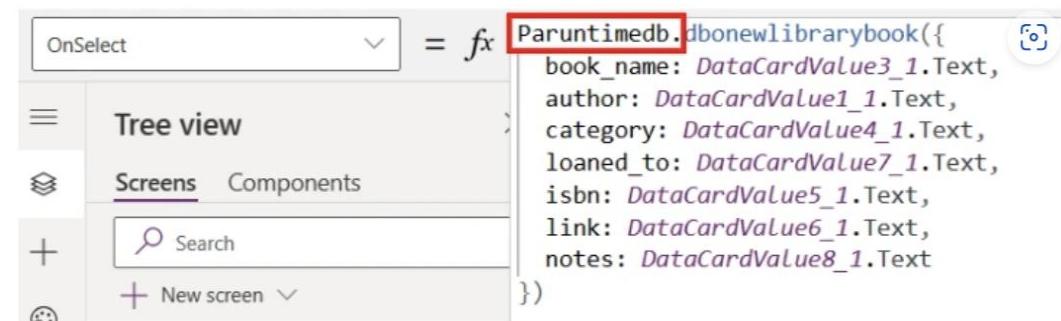 OnSelect
= fx
Paruntimedb.dbonewlibrarybook({
book_name: DataCardValue3_1.Text,
author: DataCardValue1_1.Text,
category: DataCardValue4_1.Text,
loaned_to: DataCardValue7_1.Text,
isbn: DataCardValue5_1.Text,
link: DataCardValue6_1.Text,
notes: DataCardValue8_1.Text
})
Tree view
Screens Components
Search
New screen